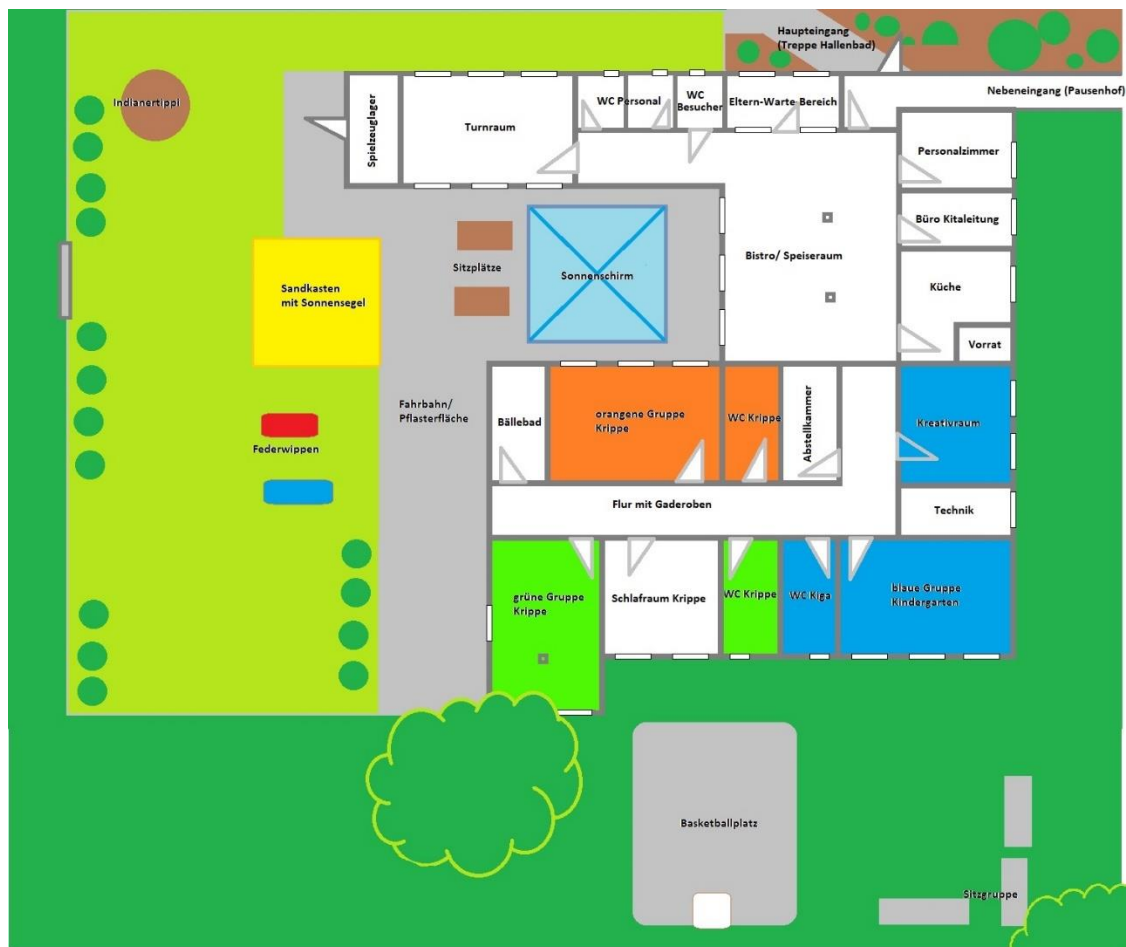 Haupteingang
(Treppe Hallenbad)
Indianertippi
Spielzeuglager
Turnraum
WC Personal
WC
Besucher
Eltern-Warte Bereich
Nebeneingang (Pausenhof)
Personalzimmer
Büro Kitaleitung
Sitzplätze
Sonnenschirm
Bistro/ Speiseraum
Küche
Sandkasten
mit Sonnensegel
Vorrat
Fahrbahn/
Pflasterfläche
Bällebad
orangene Gruppe
Krippe
WC Krippe
Abstellkammer
Kreativraum
Federwippen
Flur mit Gaderoben
Technik
grüne Gruppe
Krippe
Schlafraum Krippe
WC Krippe
WC Kiga
blaue Gruppe
Kindergarten
Basketballplatz
Sitzgruppe